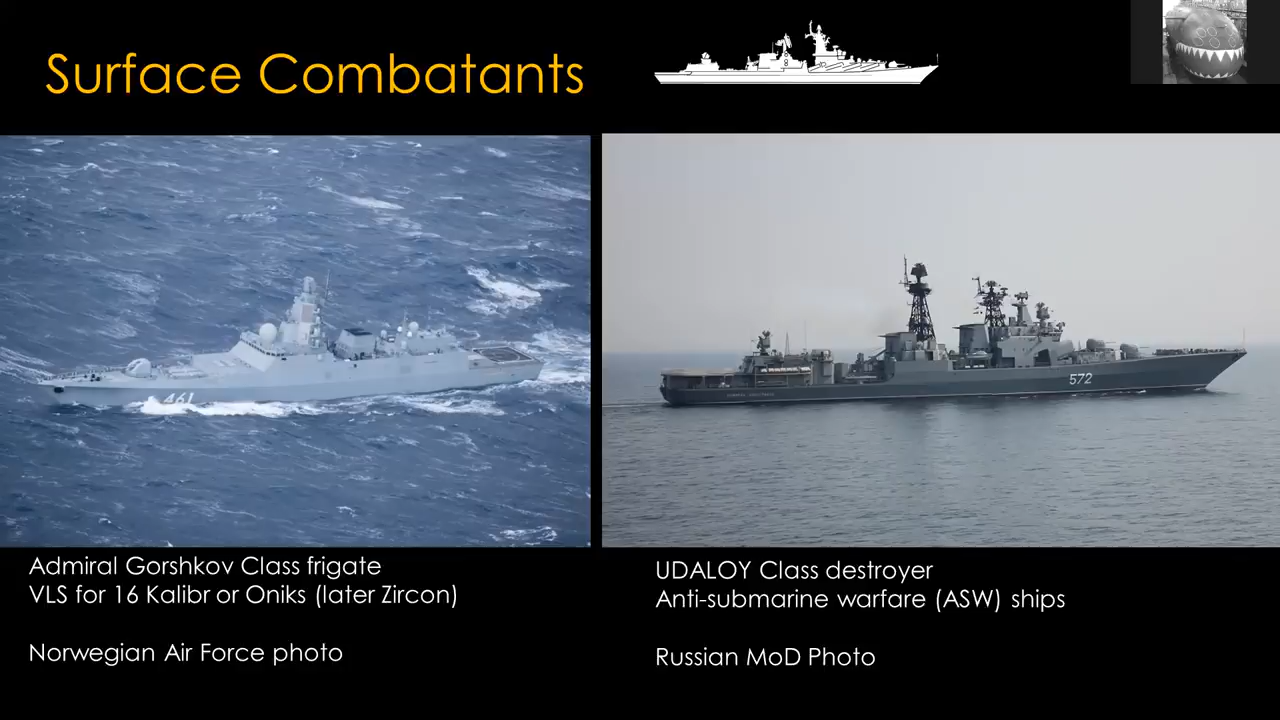 Surface Combatants
461
572
Admiral Gorshkov Class frigate
VLS for 16 Kalibr or Oniks (later Zircon)
Norwegian Air Force photo
UDALOY Class destroyer
Anti-submarine warfare (ASW) ships
Russian MoD Photo